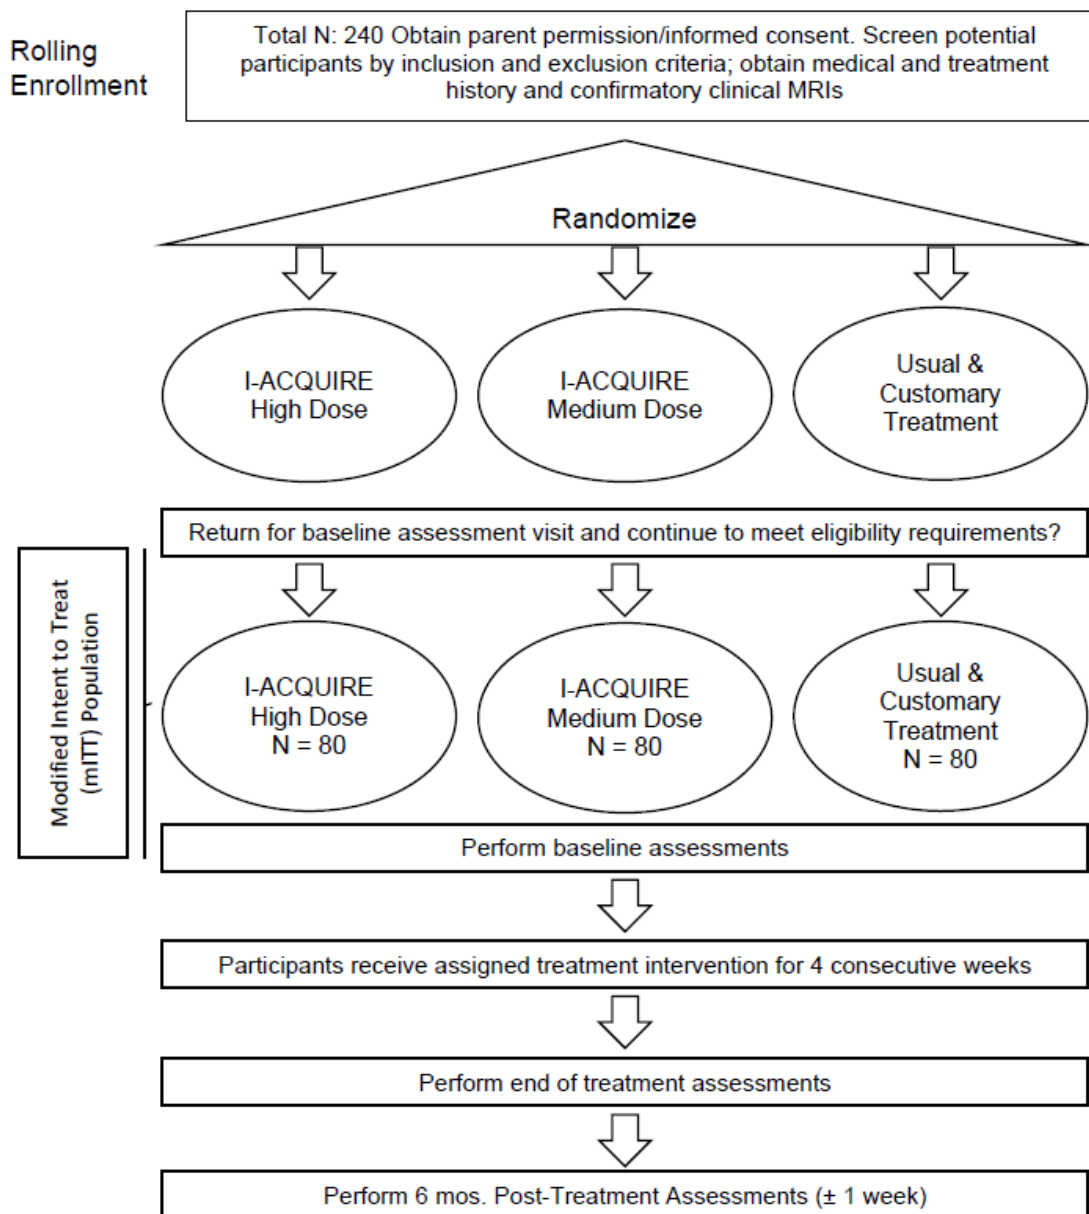 Rolling
Enrollment
Total N: 240 Obtain parent permission/informed consent. Screen potential
participants by inclusion and exclusion criteria; obtain medical and treatment
history and confirmatory clinical MRIs
Randomize
I-ACQUIRE
High Dose
I-ACQUIRE
Medium Dose
Usual &
Customary
Treatment
Return for baseline assessment visit and continue to meet eligibility requirements?
Modified Intent to Treat
(mITT) Population
I-ACQUIRE
High Dose
N = 80
I-ACQUIRE
Medium Dose
N = 80
Usual &
Customary
Treatment
N = 80
Perform baseline assessments
Participants receive assigned treatment intervention for 4 consecutive weeks
Perform end of treatment assessments
Perform 6 mos. Post-Treatment Assessments (± 1 week)